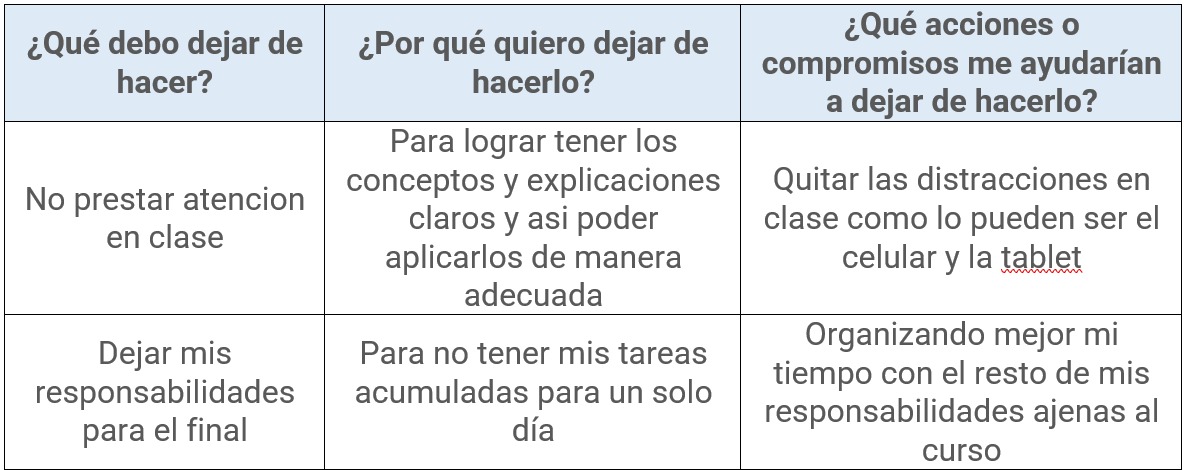 ¿Qué debo dejar de
hacer?
¿Por qué quiero dejar de
hacerlo?
¿Qué acciones o
compromisos me ayudarían
a dejar de hacerlo?
No prestar atencion
en clase
Para lograr tener los
conceptos y explicaciones
claros y asi poder
aplicarlos de manera
adecuada
Quitar las distracciones en
clase como lo pueden ser el
celular y la tablet
Dejar mis
responsabilidades
para el final
Para no tener mis tareas
acumuladas para un solo
día
Organizando mejor mi
tiempo con el resto de mis
responsabilidades ajenas al
curso